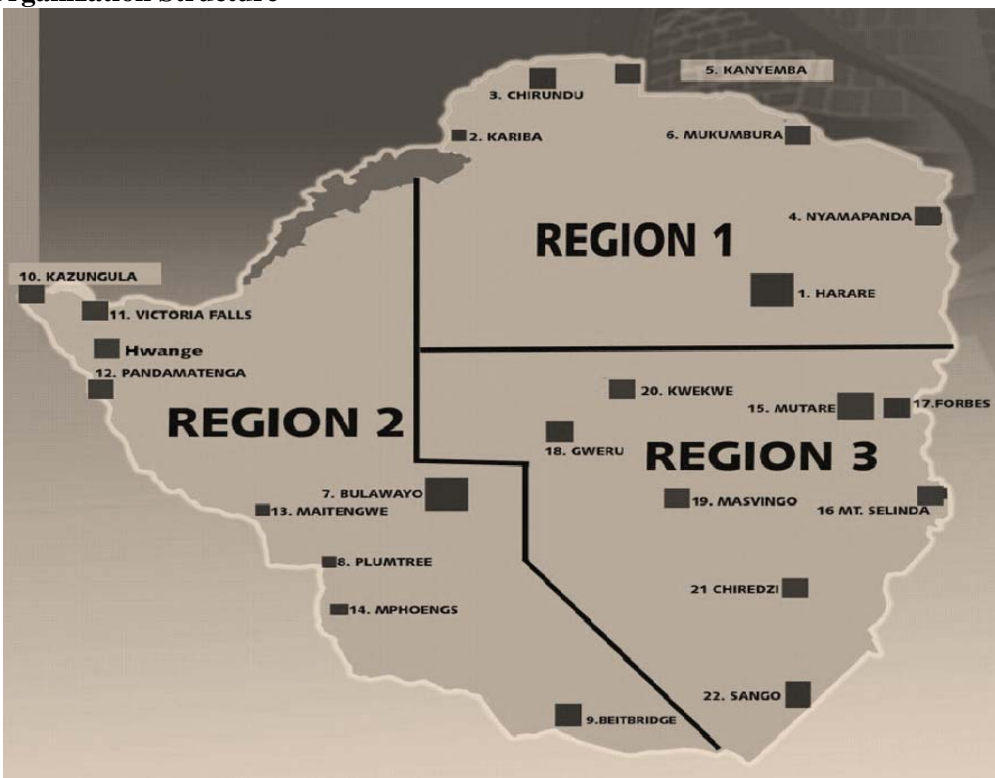 5. KANYEMBA
3. CHIRUNDU
2. KARIBA
6. MUKUMBURA
4. NYAMAPANDA
REGION 1
10. KAZUNGULA
1. HARARE
11. VICTORIA FALLS
Hwange
12. PANDAMATENGA
20. KWEKWE
15. MUTARE
17.FORBES
REGION 2
18. GWERU
REGION 3
7. BULAWAYO
19. MASVINGO
13. MAITENGWE
16 MT. SELINDA
8. PLUMTREE
21 CHIREDZI
14. MPHOENGS
22. SANGO
9.BEITBRIDGE